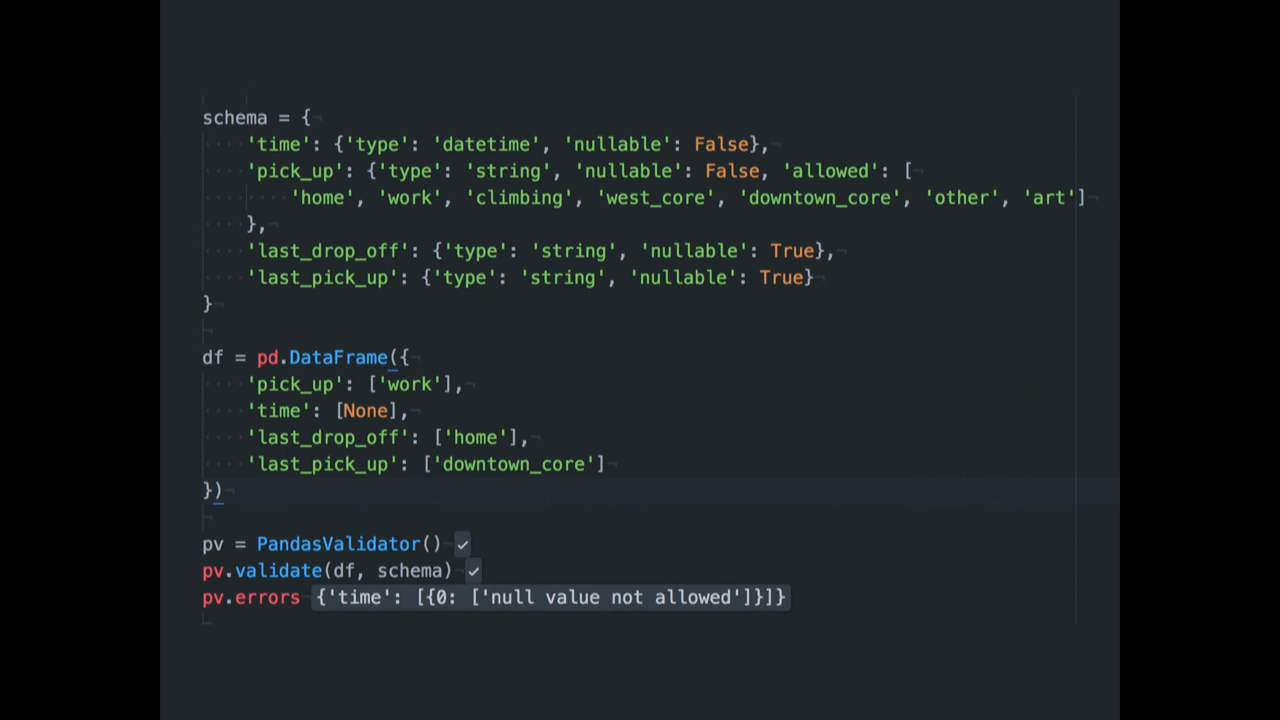 schema = {
    'time': {'type': 'datetime', 'nullable': False},
    'pick_up': {'type': 'string', 'nullable': False, 'allowed': [
        'home', 'work', 'climbing', 'west_core', 'downtown_core', 'other', 'art']
    },
    'last_drop_off': {'type': 'string', 'nullable': True},
    'last_pick_up': {'type': 'string', 'nullable': True}
}
df = pd.DataFrame({
    'pick_up': ['work'],
    'time': [None],
    'last_drop_off': ['home'],
    'last_pick_up': ['downtown_core']
})
pv = PandasValidator() ✓
pv.validate(df, schema) ✓
pv.errors {'time': [{0: ['null value not allowed']}]}